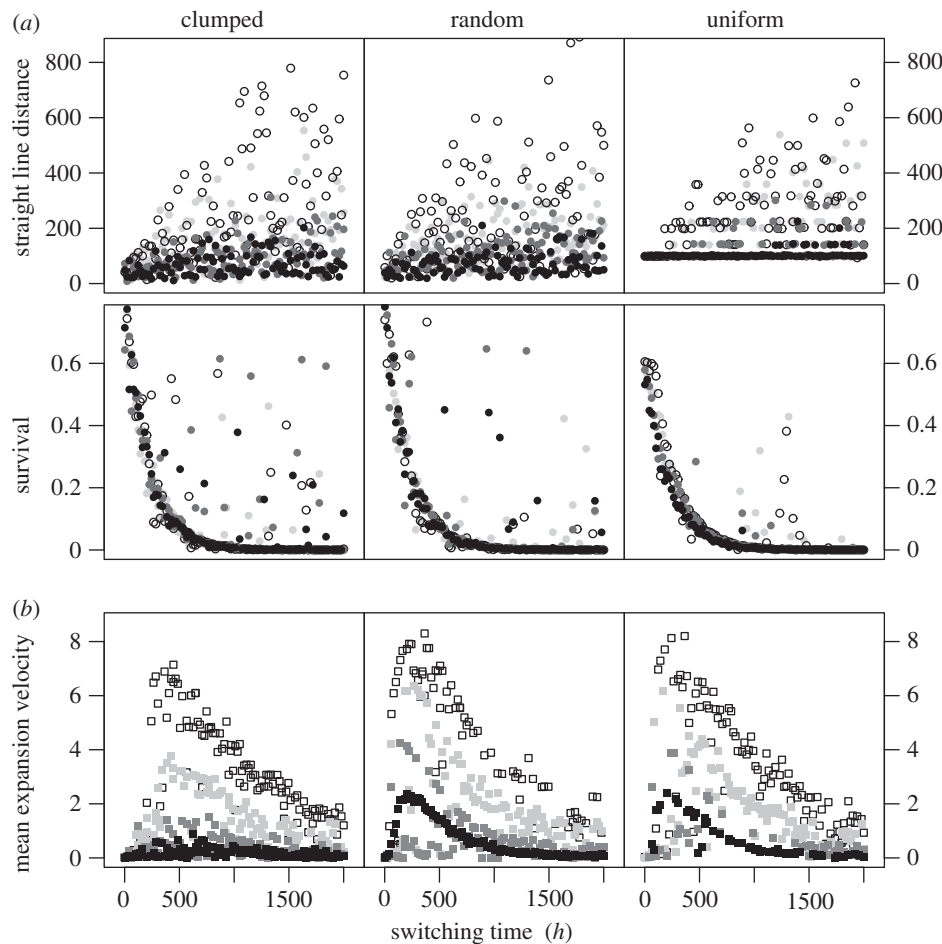 (a) clumped random uniform
800 800
600 600
straight line distance
400 400
200 200
0 0
0.6 0.6
survival
0.4 0.4
0.2 0.2
0 0
(b)
8 8
mean expansion velocity
6 6
4 4
2 2
0 0
0 500 1500 0 500 1500 0 500 1500
switching time (h)